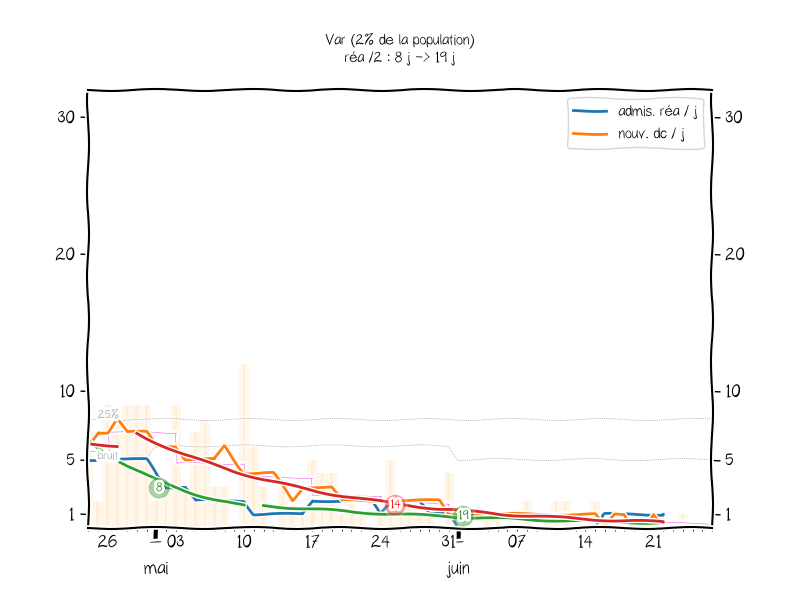 Var (2% de la population)
réa /2 : 8 j -> 19 j
admis. réa / j
nouv. dc / j
30
30
20
20
10
10
25%
5
bruit
5
8
14
19
1
1
26 03 10 17 24 31 07 14 21
mai juin